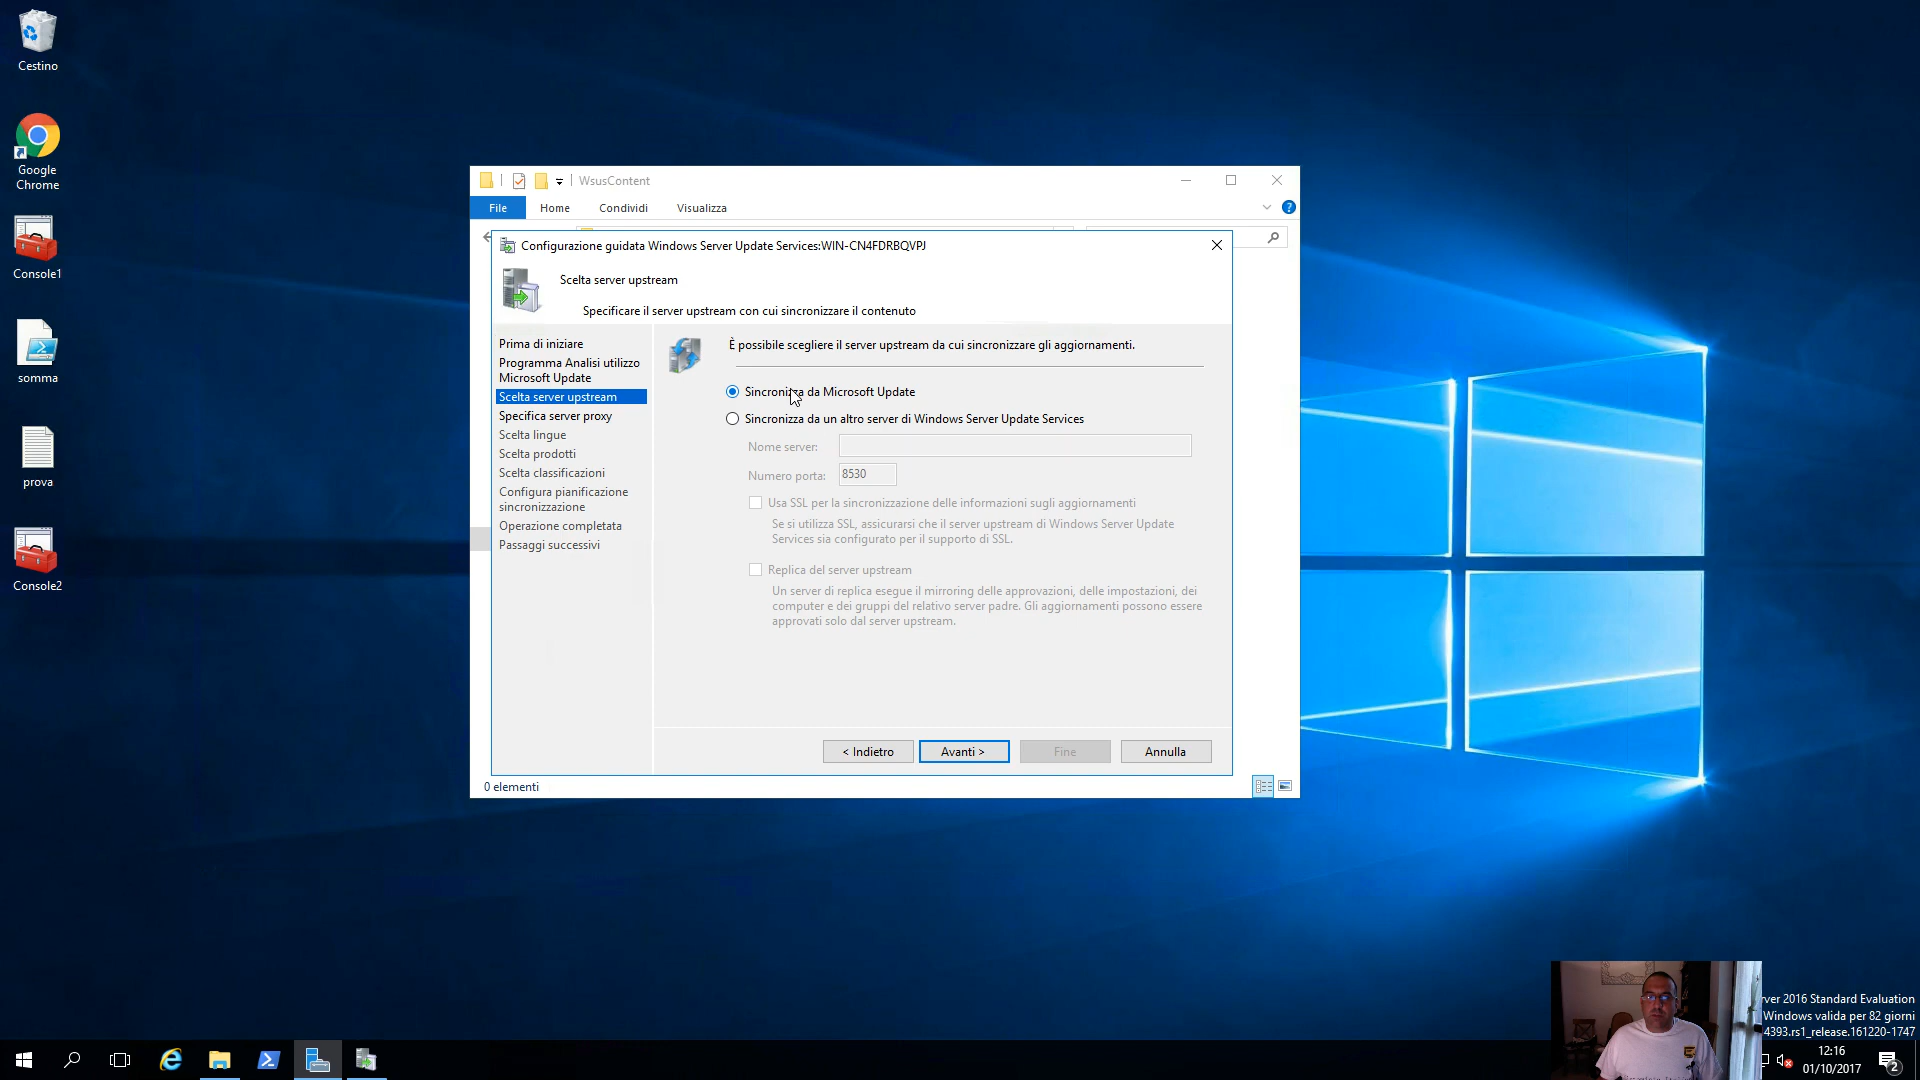 Cestino
Google
Chrome
Console1
somma
prova
Console2
WsusContent
File
Home
Condividi
Visualizza
Configurazione guidata Windows Server Update Services:WIN-CN4FDRBQVPJ
Scelta server upstream
Specificare il server upstream con cui sincronizzare il contenuto
Prima di iniziare
Programma Analisi utilizzo
Microsoft Update
Scelta server upstream
Specifica server proxy
Scelta lingue
Scelta prodotti
Scelta classificazioni
Configura pianificazione
sincronizzazione
Operazione completata
Passaggi successivi
È possibile scegliere il server upstream da cui sincronizzare gli aggiornamenti.
Sincronizza da Microsoft Update
Sincronizza da un altro server di Windows Server Update Services
Nome server:
Numero porta: 8530
Usa SSL per la sincronizzazione delle informazioni sugli aggiornamenti
Se si utilizza SSL, assicurarsi che il server upstream di Windows Server Update
Services sia configurato per il supporto di SSL.
Replica del server upstream
Un server di replica esegue il mirroring delle approvazioni, delle impostazioni, dei
computer e dei gruppi del relativo server padre. Gli aggiornamenti possono essere
approvati solo dal server upstream.
< Indietro
Avanti >
Fine
Annulla
0 elementi
rver 2016 Standard Evaluation
Windows valida per 82 giorni
4393.rs1_release.161220-1747
12:16
01/10/2017
2